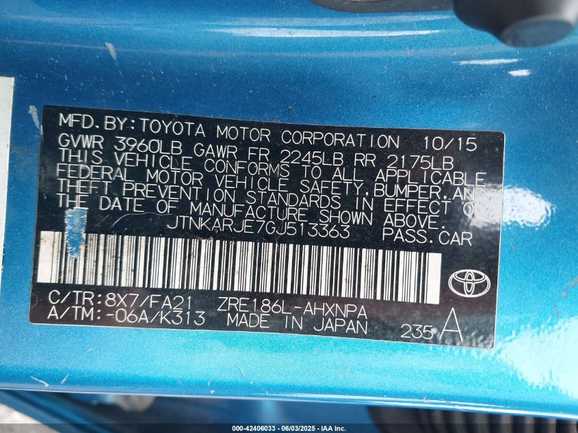 MFD.BY:TOYOTA MOTOR CORPORATION 10/15
GVWR 3960LB GAWR FR 2245LB RR 2175LB
THIS VEHICLE CONFORMS TO ALL APPLICABLE
FEDERAL MOTOR VEHICLE SAFETY,BUMPER,AND
THEFT PREVENTION STANDARDS IN EFFECT ON
THE DATE OF MANUFACTURE SHOWN ABOVE.
JTNKARJE7GJ513363 PASS.CAR
C/TR:8X7/FA21 ZRE186L-AHXNPA
A/TM:-06A/K313 MADE IN JAPAN 235 A
000-42406033 - 06/03/2025 - IAA Inc.